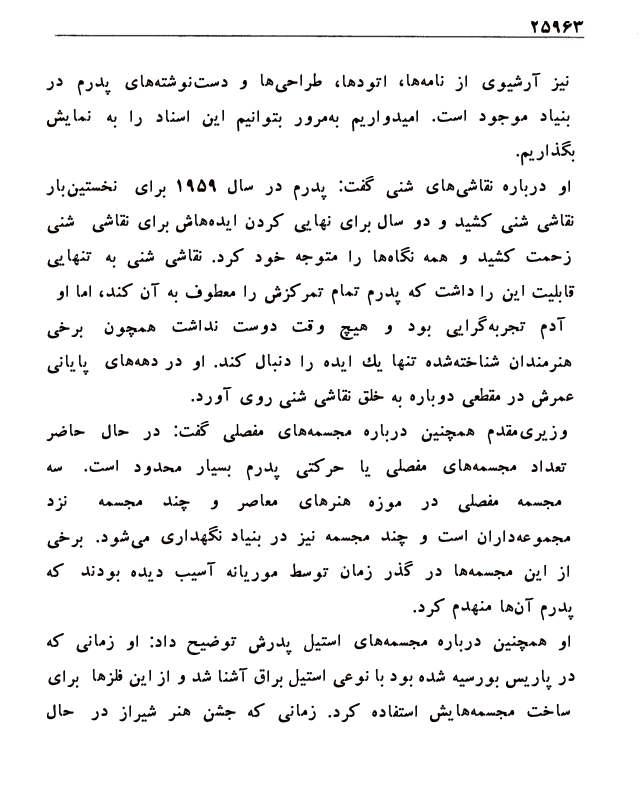 ۲۵۹۶۳
نیز آرشیوی از نامه‌ها، اتودها، طراحی‌ها و دست‌نوشته‌های پدرم در
بنیاد موجود است. امیدواریم به‌مرور بتوانیم این اسناد را به نمایش
بگذاریم.
او درباره نقاشی‌های شنی گفت: پدرم در سال ۱۹۵۹ برای نخستین‌بار
نقاشی شنی کشید و دو سال برای نهایی کردن ایده‌هاش برای نقاشی شنی
زحمت کشید و همه نگاه‌ها را متوجه خود کرد. نقاشی شنی به تنهایی
قابلیت این را داشت که پدرم تمام تمرکزش را معطوف به آن کند، اما او
آدم تجربه‌گرایی بود و هیچ وقت دوست نداشت همچون برخی
هنرمندان شناخته‌شده تنها یك ایده را دنبال کند. او در دهه‌های پایانی
عمرش در مقطعی دوباره به خلق نقاشی شنی روی آورد.
وزیری‌مقدم همچنین درباره مجسمه‌های مفصلی گفت: در حال حاضر
تعداد مجسمه‌های مفصلی یا حرکتی پدرم بسیار محدود است. سه
مجسمه مفصلی در موزه هنرهای معاصر و چند مجسمه نزد
مجموعه‌داران است و چند مجسمه نیز در بنیاد نگهداری می‌شود. برخی
از این مجسمه‌ها در گذر زمان توسط موریانه آسیب دیده بودند که
پدرم آن‌ها منهدم کرد.
او همچنین درباره مجسمه‌های استیل پدرش توضیح داد: او زمانی که
در پاریس بورسیه شده بود با نوعی استیل براق آشنا شد و از این فلزها برای
ساخت مجسمه‌هایش استفاده کرد. زمانی که جشن هنر شیراز در حال